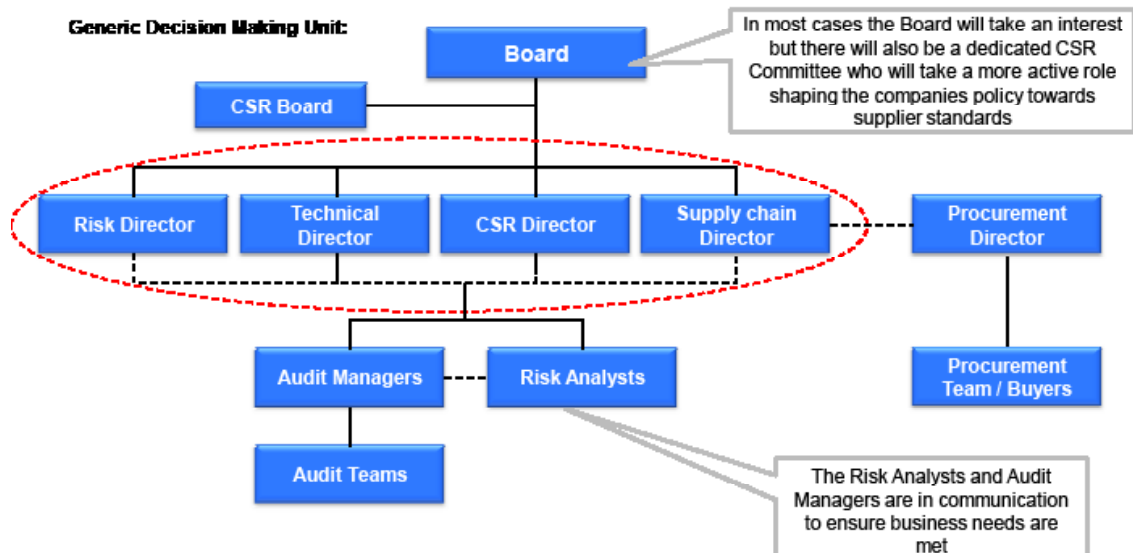 Generic Decision Making Unit:
Board
In most cases the Board will take an interest
but there will also be a dedicated CSR
Committee who will take a more active role
shaping the companies policy towards
supplier standards
CSR Board
Risk Director
Technical
Director
CSR Director
Supply chain
Director
Procurement
Director
Audit Managers
Risk Analysts
Procurement
Team / Buyers
Audit Teams
The Risk Analysts and Audit
Managers are in communication
to ensure business needs are
met